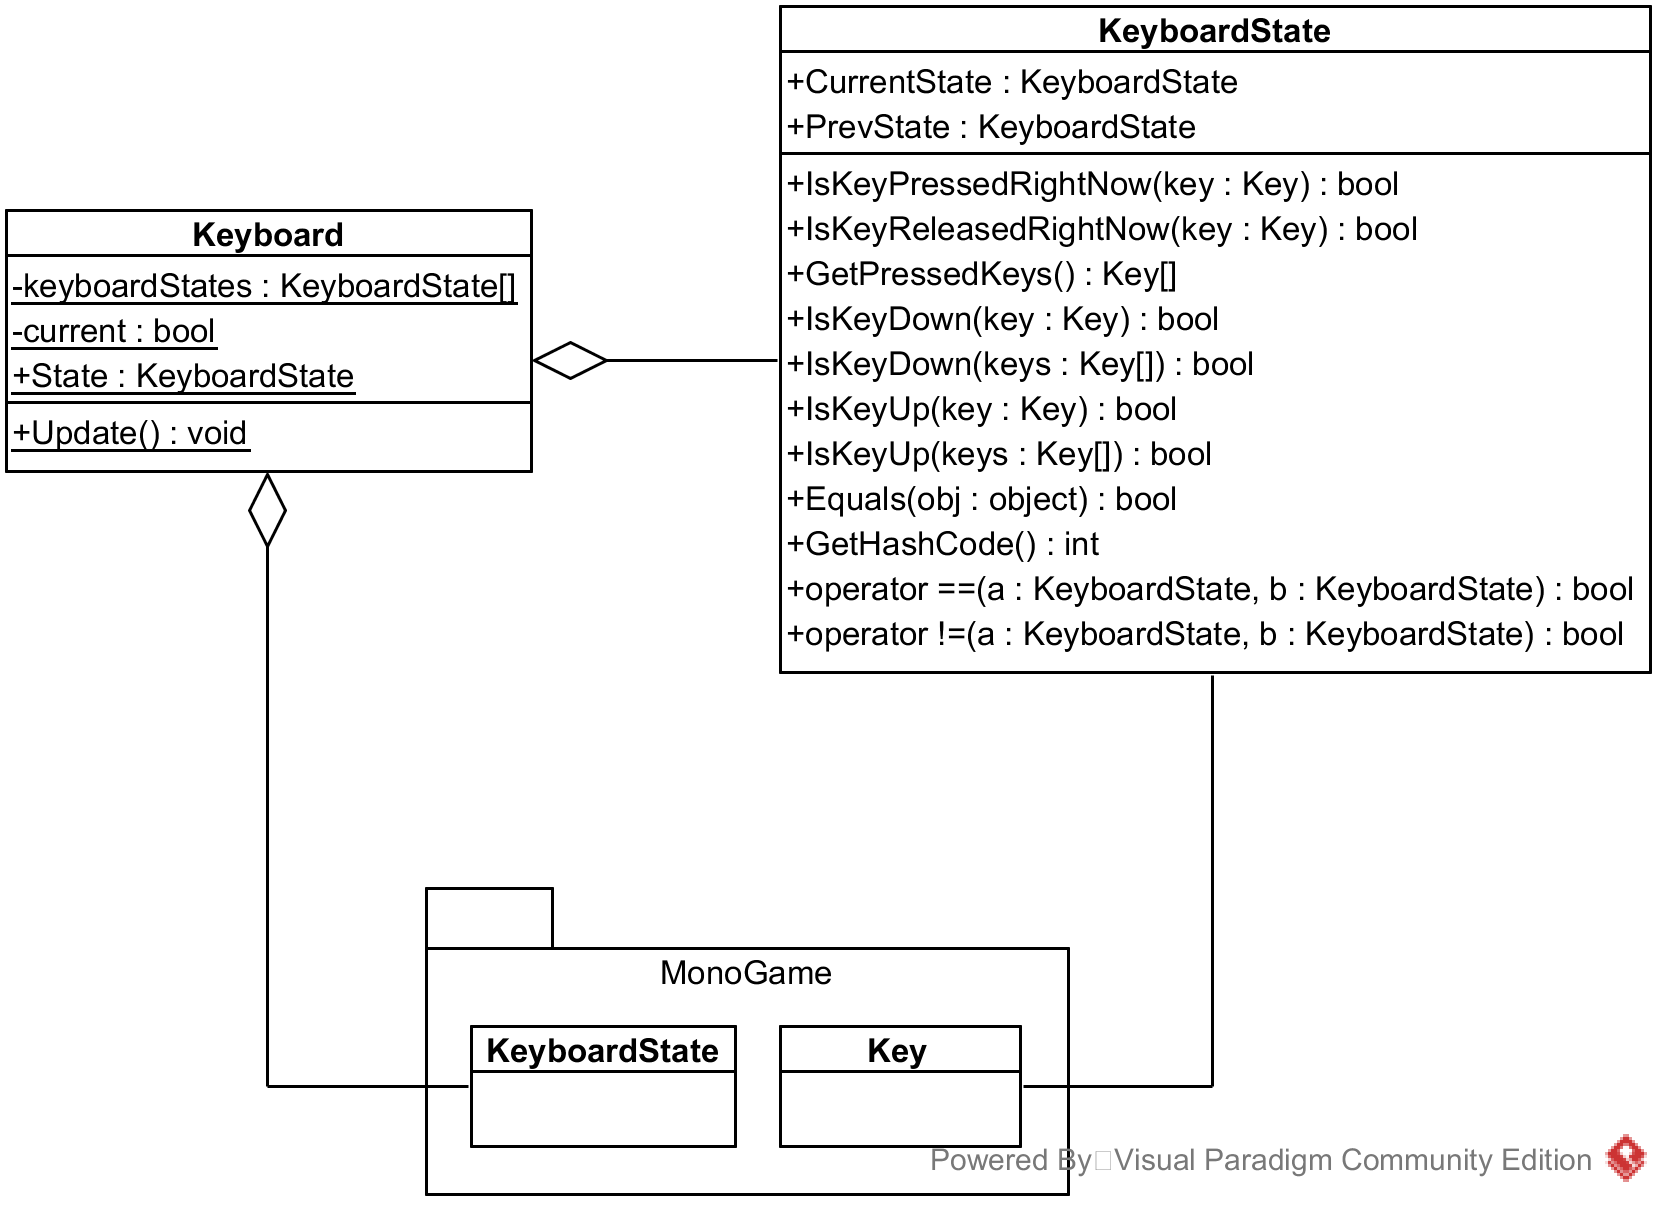 KeyboardState
+CurrentState : KeyboardState
+PrevState : KeyboardState
+IsKeyPressedRightNow(key : Key) : bool
+IsKeyReleasedRightNow(key : Key) : bool
+GetPressedKeys() : Key[]
+IsKeyDown(key : Key) : bool
+IsKeyDown(keys : Key[]) : bool
+IsKeyUp(key : Key) : bool
+IsKeyUp(keys : Key[]) : bool
+Equals(obj : object) : bool
+GetHashCode() : int
+operator ==(a : KeyboardState, b : KeyboardState) : bool
+operator !=(a : KeyboardState, b : KeyboardState) : bool
Keyboard
-keyboardStates : KeyboardState[]
-current : bool
+State : KeyboardState
+Update() : void
MonoGame
KeyboardState
Key
Powered By Visual Paradigm Community Edition